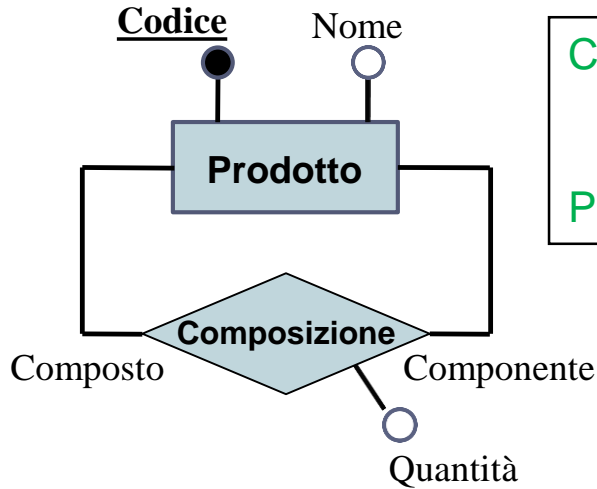 Codice
Nome
C
Prodotto
P
Composizione
Composto
Componente
Quantità